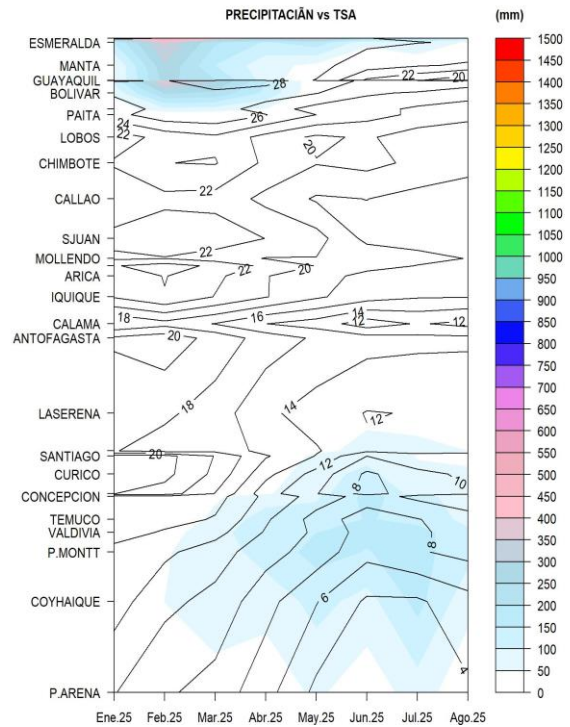 PRECIPITACIÃN vs TSA
(mm)
ESMERALDA
MANTA
GUAYAQUIL
BOLIVAR
PAITA
LOBOS
CHIMBOTE
CALLAO
SJUAN
MOLLENDO
ARICA
IQUIQUE
CALAMA
ANTOFAGASTA
LASERENA
SANTIAGO
CURICO
CONCEPCION
TEMUCO
VALDIVIA
P.MONTT
COYHAIQUE
P.ARENA
22
20
28
26
24
22
20
22
22
22
20
18
16
14
12
12
20
18
14
12
20
12
10
8
8
6
4
Ene.25 Feb.25 Mar.25 Abr.25 May.25 Jun.25 Jul.25 Ago.25
1500
1450
1400
1350
1300
1250
1200
1150
1100
1050
1000
950
900
850
800
750
700
650
600
550
500
450
400
350
300
250
200
150
100
50
0